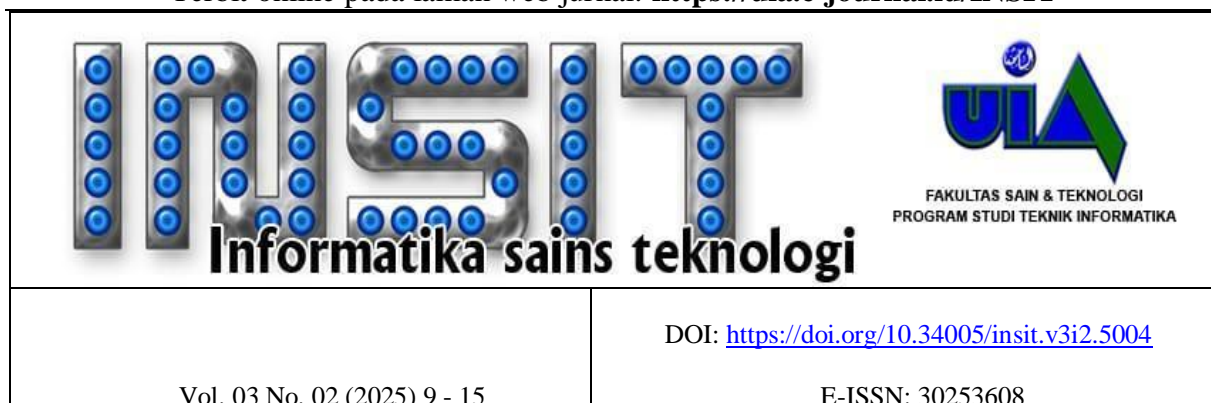 INSIT
Informatika sains teknologi
UIA
FAKULTAS SAIN & TEKNOLOGI
PROGRAM STUDI TEKNIK INFORMATIKA
DOI: https://doi.org/10.34005/insit.v3i2.5004
Vol. 03 No. 02 (2025) 9 - 15
E-ISSN: 30253608